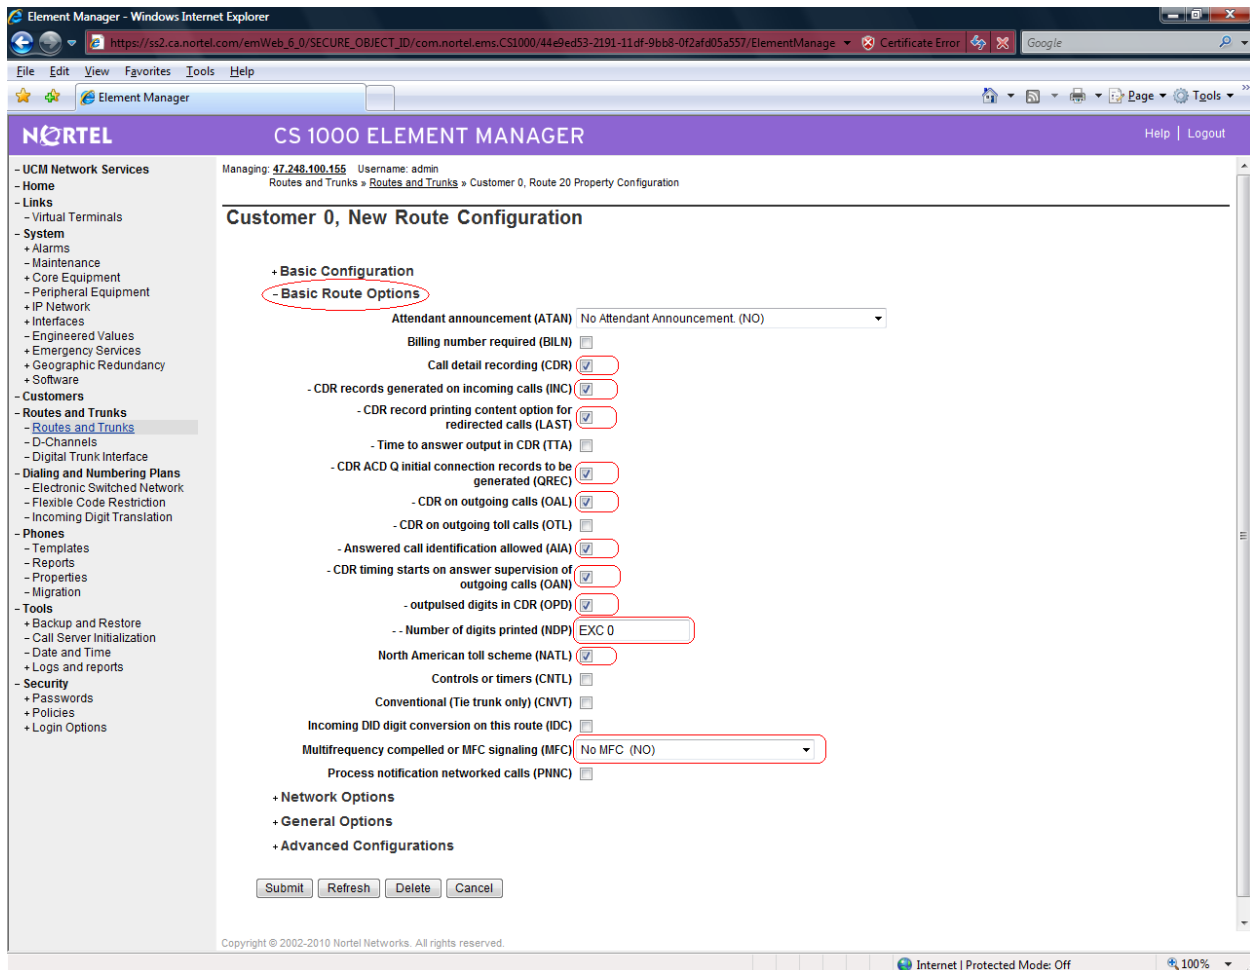 Element Manager - Windows Internet Explorer
https://ss2.ca.nortel.com/emWeb_6_0/SECURE_OBJECT_ID/com.nortel.ems.CS1000/44e9ed53-2191-11df-9bb8-0f2afd05a557/ElementManage Certificate Error Google
File Edit View Favorites Tools Help
Element Manager Page Tools
NORTEL CS 1000 ELEMENT MANAGER Help | Logout
Managing: 47.248.100.155 Username: admin
Routes and Trunks » Routes and Trunks » Customer 0, Route 20 Property Configuration
- UCM Network Services
- Home
- Links
- Virtual Terminals
- System
+ Alarms
- Maintenance
+ Core Equipment
- Peripheral Equipment
+ IP Network
+ Interfaces
- Engineered Values
+ Emergency Services
+ Geographic Redundancy
+ Software
- Customers
- Routes and Trunks
- Routes and Trunks
- D-Channels
- Digital Trunk Interface
- Dialing and Numbering Plans
- Electronic Switched Network
- Flexible Code Restriction
- Incoming Digit Translation
- Phones
- Templates
- Reports
- Properties
- Migration
- Tools
+ Backup and Restore
- Call Server Initialization
- Date and Time
+ Logs and reports
- Security
+ Passwords
+ Policies
+ Login Options
Customer 0, New Route Configuration
+ Basic Configuration
- Basic Route Options
Attendant announcement (ATAN) No Attendant Announcement. (NO)
Billing number required (BILN)
Call detail recording (CDR)
- CDR records generated on incoming calls (INC)
- CDR record printing content option for
redirected calls (LAST)
- Time to answer output in CDR (TTA)
- CDR ACD Q initial connection records to be
generated (QREC)
- CDR on outgoing calls (OAL)
- CDR on outgoing toll calls (OTL)
- Answered call identification allowed (AIA)
- CDR timing starts on answer supervision of
outgoing calls (OAN)
- outpulsed digits in CDR (OPD)
- - Number of digits printed (NDP) EXC 0
North American toll scheme (NATL)
Controls or timers (CNTL)
Conventional (Tie trunk only) (CNVT)
Incoming DID digit conversion on this route (IDC)
Multifrequency compelled or MFC signaling (MFC) No MFC (NO)
Process notification networked calls (PNNC)
+ Network Options
+ General Options
+ Advanced Configurations
Submit Refresh Delete Cancel
Copyright © 2002-2010 Nortel Networks. All rights reserved.
Internet | Protected Mode: Off 100%